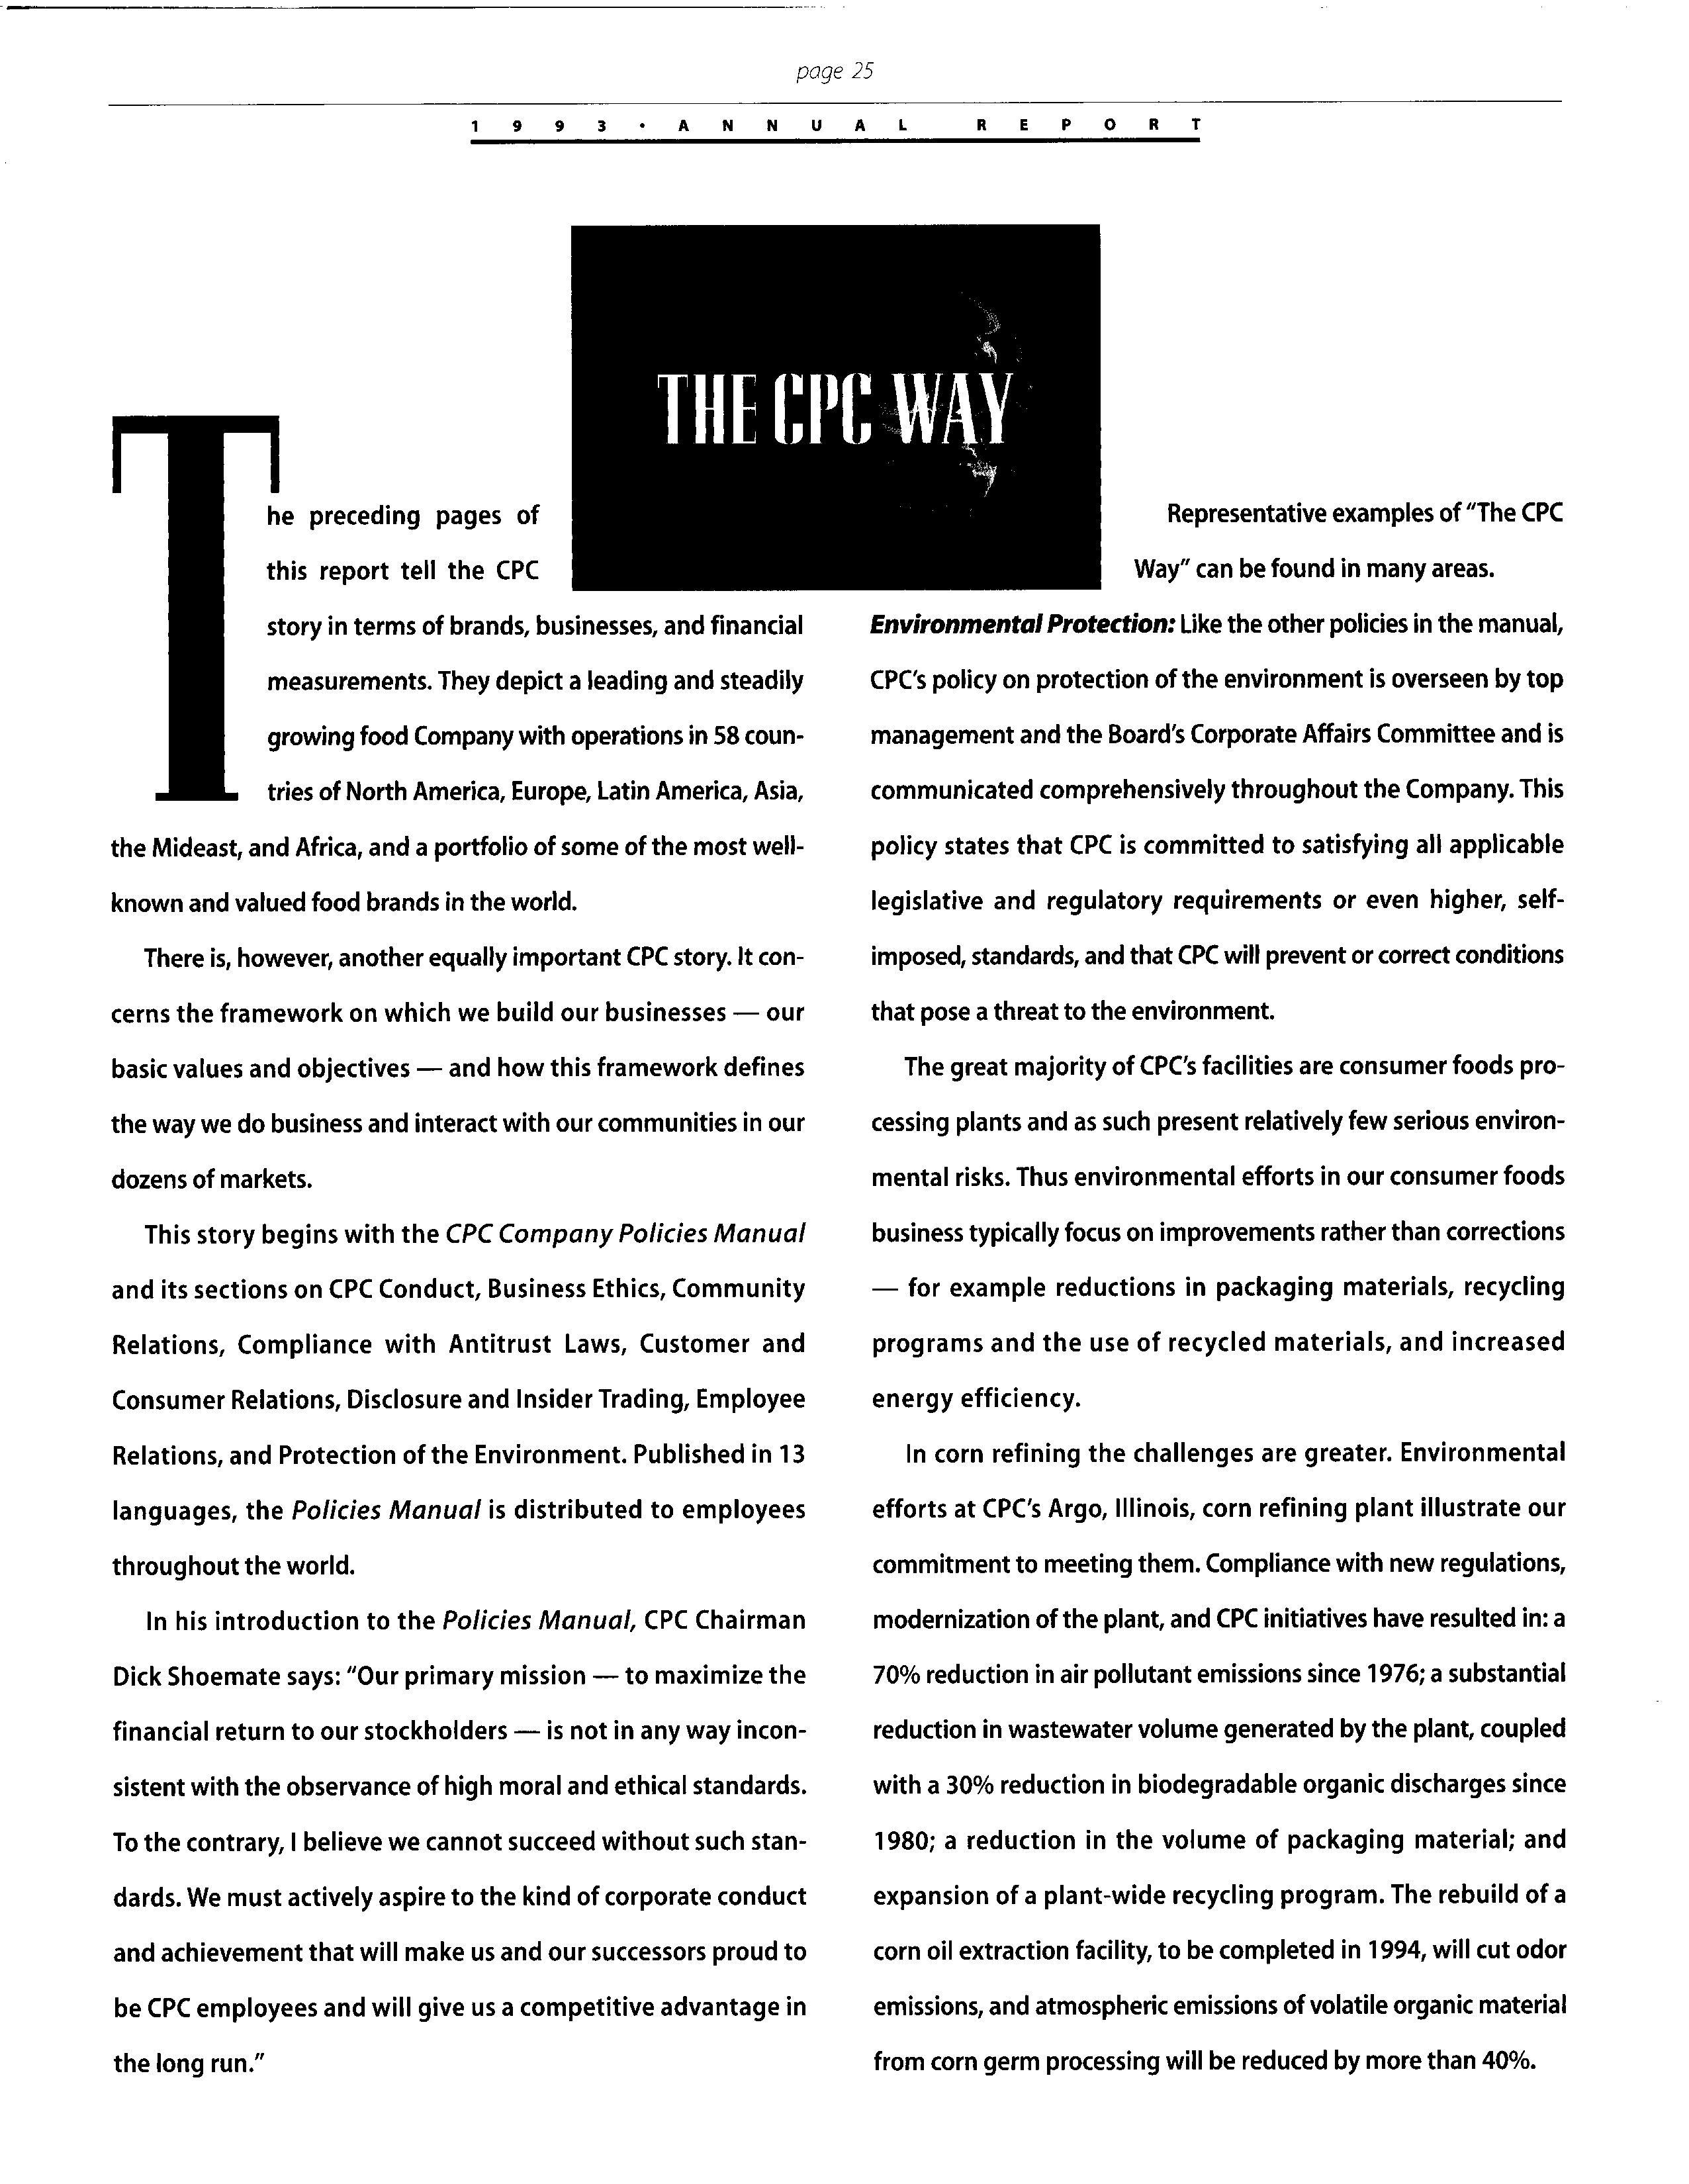 page 25
1993 • ANNUAL REPORT
THE CPC WAY
The preceding pages of
this report tell the CPC
story in terms of brands, businesses, and financial
measurements. They depict a leading and steadily
growing food Company with operations in 58 coun-
tries of North America, Europe, Latin America, Asia,
the Mideast, and Africa, and a portfolio of some of the most well-
known and valued food brands in the world.
There is, however, another equally important CPC story. It con-
cerns the framework on which we build our businesses — our
basic values and objectives — and how this framework defines
the way we do business and interact with our communities in our
dozens of markets.
This story begins with the CPC Company Policies Manual
and its sections on CPC Conduct, Business Ethics, Community
Relations, Compliance with Antitrust Laws, Customer and
Consumer Relations, Disclosure and Insider Trading, Employee
Relations, and Protection of the Environment. Published in 13
languages, the Policies Manual is distributed to employees
throughout the world.
In his introduction to the Policies Manual, CPC Chairman
Dick Shoemate says: "Our primary mission — to maximize the
financial return to our stockholders — is not in any way incon-
sistent with the observance of high moral and ethical standards.
To the contrary, I believe we cannot succeed without such stan-
dards. We must actively aspire to the kind of corporate conduct
and achievement that will make us and our successors proud to
be CPC employees and will give us a competitive advantage in
the long run."
Representative examples of "The CPC
Way" can be found in many areas.
Environmental Protection: Like the other policies in the manual,
CPC's policy on protection of the environment is overseen by top
management and the Board's Corporate Affairs Committee and is
communicated comprehensively throughout the Company. This
policy states that CPC is committed to satisfying all applicable
legislative and regulatory requirements or even higher, self-
imposed, standards, and that CPC will prevent or correct conditions
that pose a threat to the environment.
The great majority of CPC's facilities are consumer foods pro-
cessing plants and as such present relatively few serious environ-
mental risks. Thus environmental efforts in our consumer foods
business typically focus on improvements rather than corrections
— for example reductions in packaging materials, recycling
programs and the use of recycled materials, and increased
energy efficiency.
In corn refining the challenges are greater. Environmental
efforts at CPC's Argo, Illinois, corn refining plant illustrate our
commitment to meeting them. Compliance with new regulations,
modernization of the plant, and CPC initiatives have resulted in: a
70% reduction in air pollutant emissions since 1976; a substantial
reduction in wastewater volume generated by the plant, coupled
with a 30% reduction in biodegradable organic discharges since
1980; a reduction in the volume of packaging material; and
expansion of a plant-wide recycling program. The rebuild of a
corn oil extraction facility, to be completed in 1994, will cut odor
emissions, and atmospheric emissions of volatile organic material
from corn germ processing will be reduced by more than 40%.